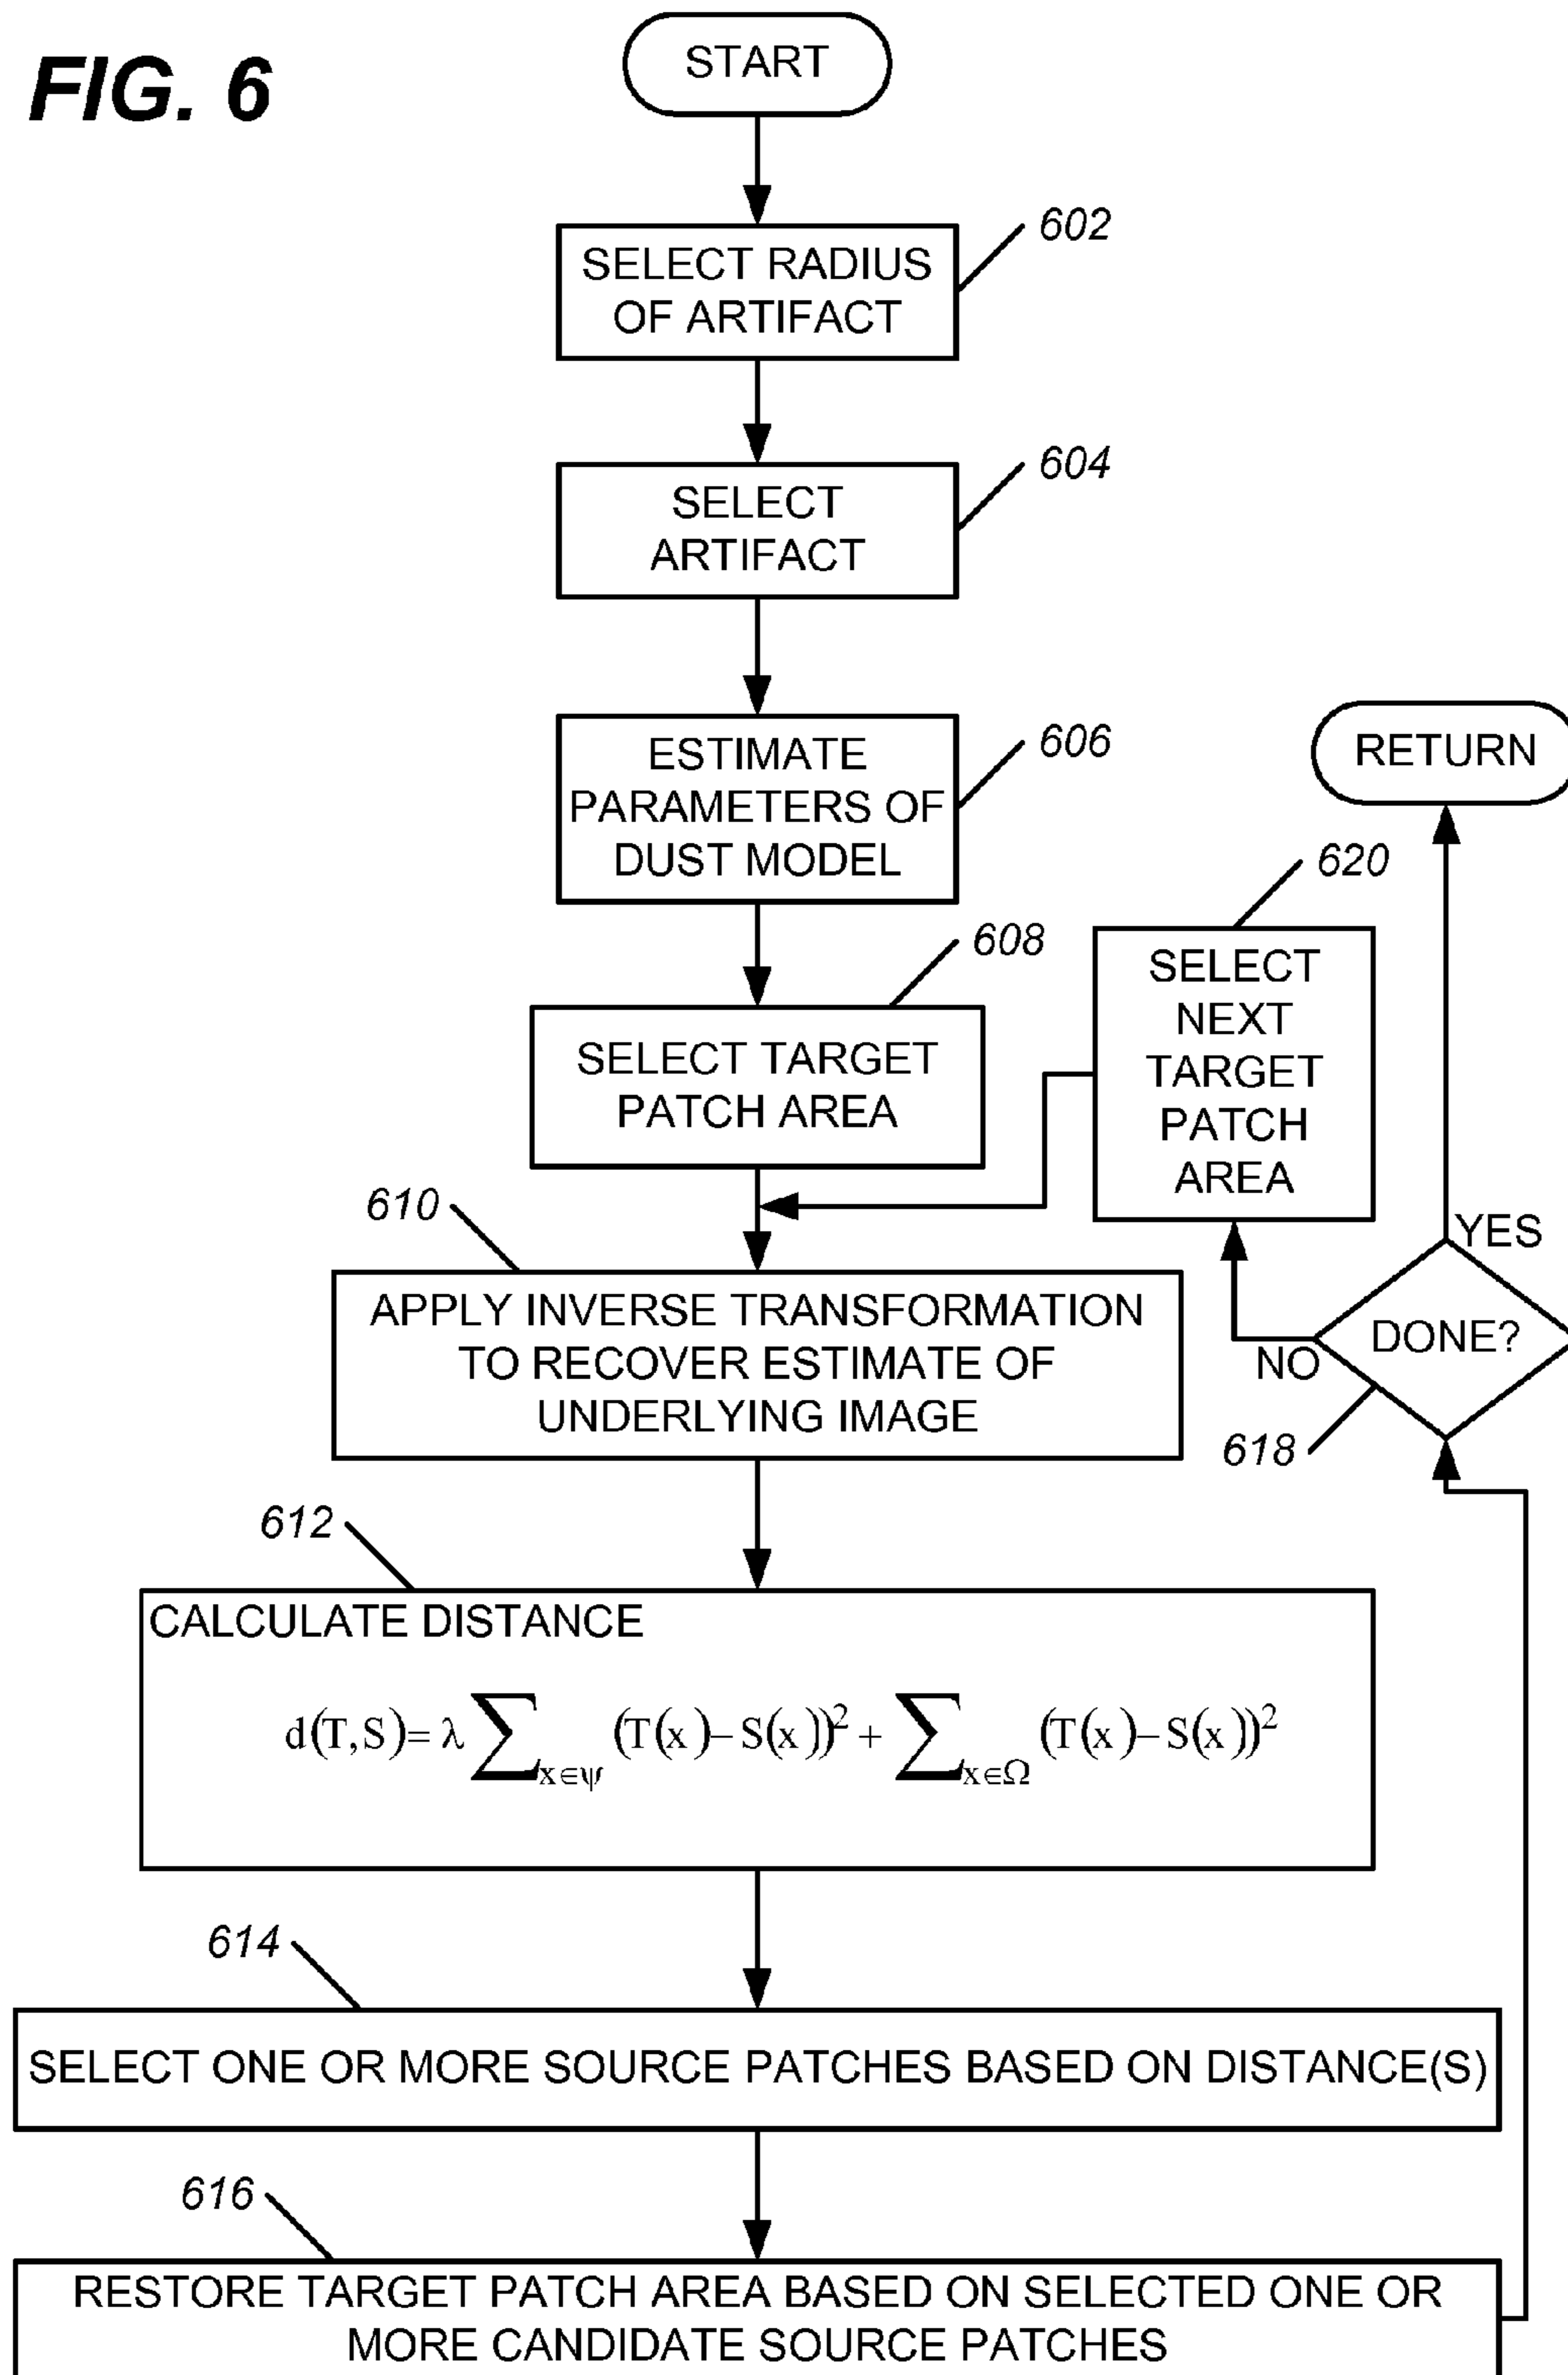 FIG. 6
START
602
SELECT RADIUS
OF ARTIFACT
604
SELECT
ARTIFACT
606
ESTIMATE
PARAMETERS OF
DUST MODEL
RETURN
608
SELECT TARGET
PATCH AREA
620
SELECT
NEXT
TARGET
PATCH
AREA
610
APPLY INVERSE TRANSFORMATION
TO RECOVER ESTIMATE OF
UNDERLYING IMAGE
YES
DONE?
NO
618
612
CALCULATE DISTANCE
d(T,S)= λ ∑x∈ψ (T(x)–S(x))² + ∑x∈Ω (T(x)–S(x))²
614
SELECT ONE OR MORE SOURCE PATCHES BASED ON DISTANCE(S)
616
RESTORE TARGET PATCH AREA BASED ON SELECTED ONE OR
MORE CANDIDATE SOURCE PATCHES